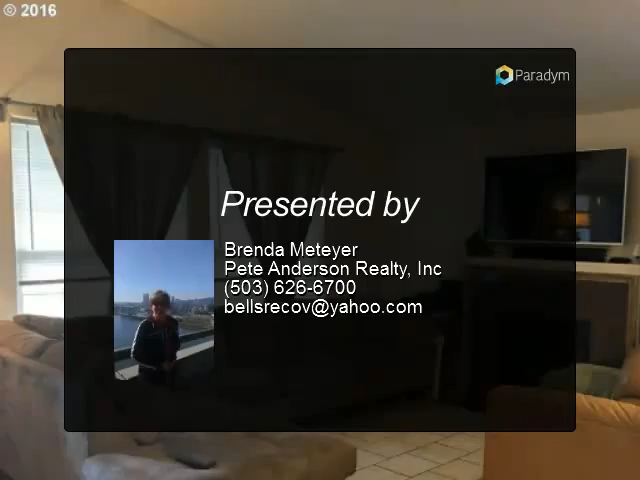 © 2016
Paradym
Presented by
Brenda Meteyer
Pete Anderson Realty, Inc
(503) 626-6700
bellsrecov@yahoo.com